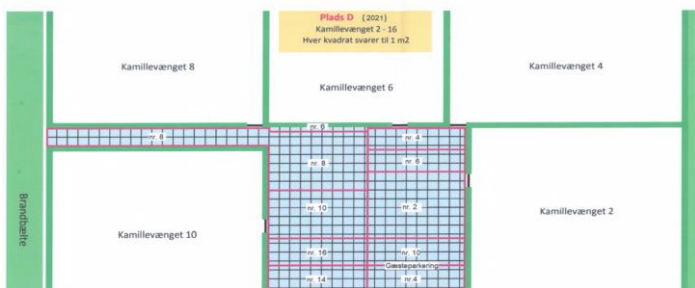 Plads D (2021)
Kamillevænget 2 - 16
Hver kvadrat svarer til 1 m2
Kamillevænget 8
Kamillevænget 6
Kamillevænget 4
nr. 6
nr. 8
nr. 4
nr. 8
nr. 6
Brandbælte
nr. 10
nr. 2
Kamillevænget 10
Kamillevænget 2
nr. 16
nr. 10
Gæsteparkering
nr. 14
nr.4